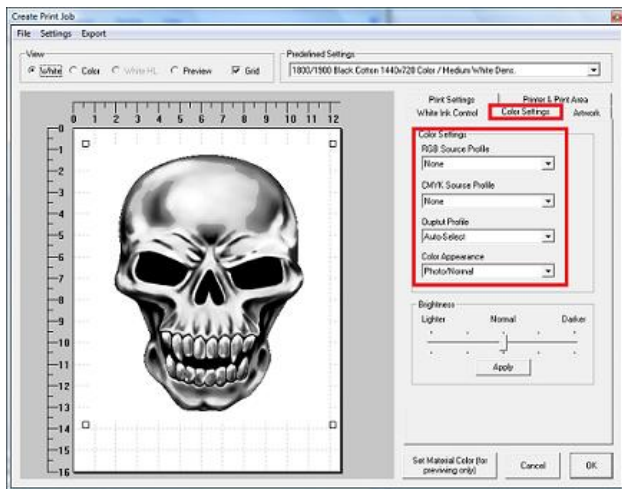 Create Print Job
File Settings Export
View
White Color White HL Preview Grid
Predefined Settings
1800/1900 Black Cotton 1440x720 Color / Medium White Dens.
Print Settings Printer & Print Area
White Ink Control Color Settings Artwork
0 1 2 3 4 5 6 7 8 9 10 11 12
0
1
2
3
4
5
6
7
8
9
10
11
12
13
14
15
16
Color Settings
RGB Source Profile
None
CMYK Source Profile
None
Ouptut Profile
Auto-Select
Color Appearance
Photo/Normal
Brightness
Lighter Normal Darker
Apply
Set Material Color (for
previewing only)
Cancel
OK